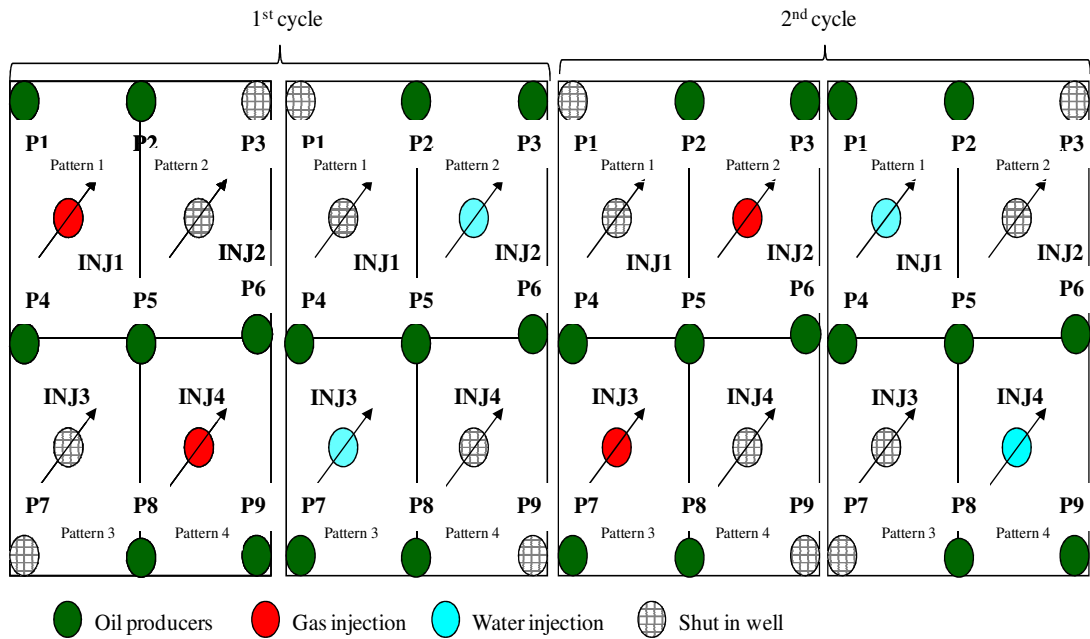 1st cycle 2nd cycle
P1 P2 P3 P1 P2 P3 P1 P2 P3 P1 P2 P3
Pattern 1 Pattern 2 Pattern 1 Pattern 2 Pattern 1 Pattern 2 Pattern 1 Pattern 2
INJ1 INJ2 INJ1 INJ2 INJ1 INJ2 INJ1 INJ2
P4 P5 P6 P4 P5 P6 P4 P5 P6 P4 P5 P6
INJ3 INJ4 INJ3 INJ4 INJ3 INJ4 INJ3 INJ4
P7 P8 P9 P7 P8 P9 P7 P8 P9 P7 P8 P9
Pattern 3 Pattern 4 Pattern 3 Pattern 4 Pattern 3 Pattern 4 Pattern 3 Pattern 4
Oil producers Gas injection Water injection Shut in well